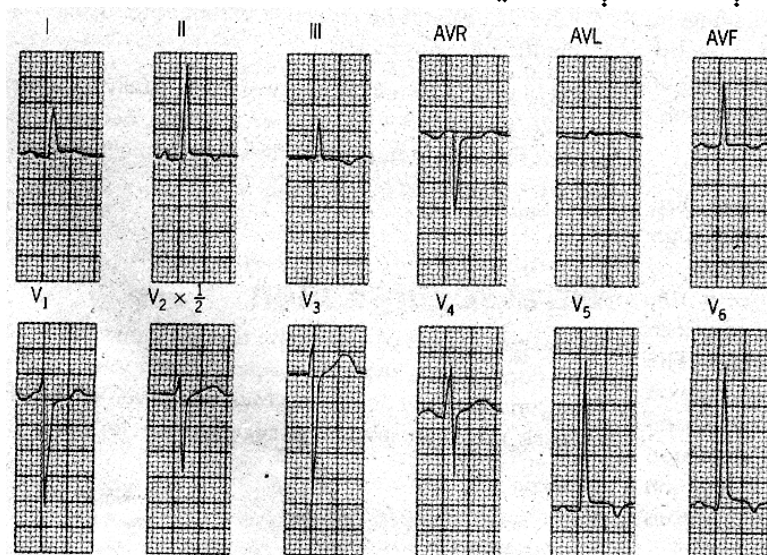 I II III AVR AVL AVF
V₁ V₂ × ½ V₃ V₄ V₅ V₆